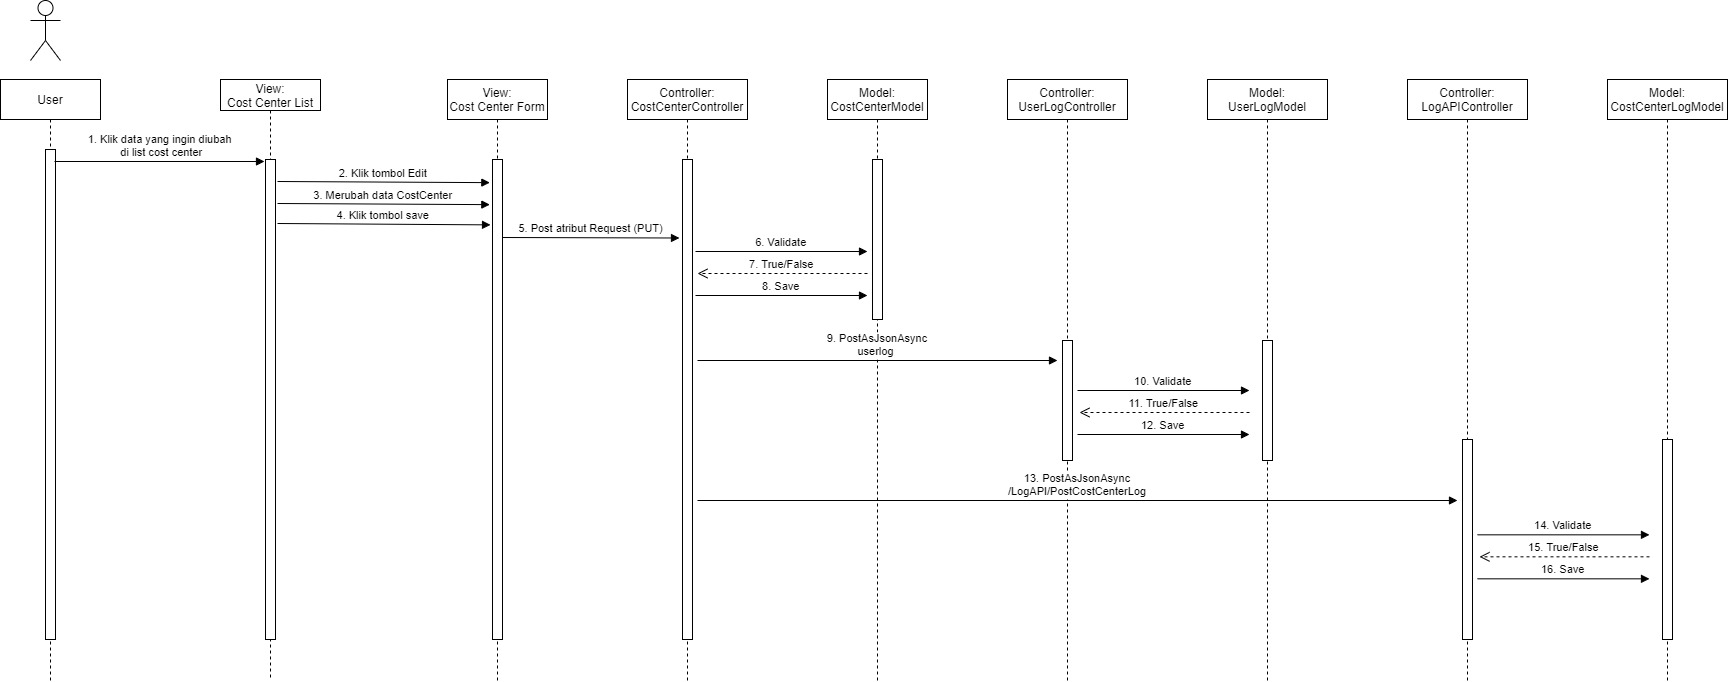 User
View:
Cost Center List
View:
Cost Center Form
Controller:
CostCenterController
Model:
CostCenterModel
Controller:
UserLogController
Model:
UserLogModel
Controller:
LogAPIController
Model:
CostCenterLogModel
1. Klik data yang ingin diubah
di list cost center
2. Klik tombol Edit
3. Merubah data CostCenter
4. Klik tombol save
5. Post atribut Request (PUT)
6. Validate
7. True/False
8. Save
9. PostAsJsonAsync
userlog
10. Validate
11. True/False
12. Save
13. PostAsJsonAsync
/LogAPI/PostCostCenterLog
14. Validate
15. True/False
16. Save